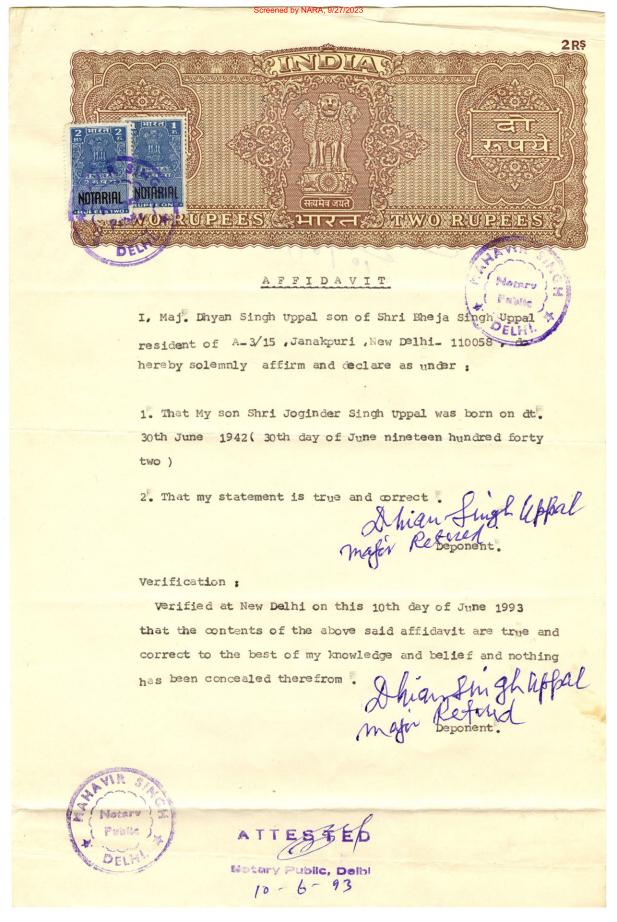 Screened by NARA, 9/27/2023
2 RS
INDIA
दो
रूपये
2 भारत 2
1 भारत 1
NOTARIAL
NOTARIAL
सत्यमेव जयते
TWO RUPEES भारत TWO RUPEES
DELHI
MAHAVIR SINGH
Notary
Public
DELHI.
AFFIDAVIT
I, Maj. Dhyan Singh Uppal son of Shri Bheja Singh Uppal
resident of A-3/15 ,Janakpuri ,New Delhi- 110058 , do
hereby solemnly affirm and declare as under :
1. That My son Shri Joginder Singh Uppal was born on dt.
30th June 1942( 30th day of June nineteen hundred forty
two )
2. That my statement is true and correct .
Dhian Singh Uppal
Major Retired
Deponent.
Verification :
Verified at New Delhi on this 10th day of June 1993
that the contents of the above said affidavit are true and
correct to the best of my knowledge and belief and nothing
has been concealed therefrom .
Dhian Singh Uppal
Major Retired
Deponent.
MAHAVIR SINGH
Notary
Public
DELHI.
ATTESTED
Notary Public, Delhi
10-6-93